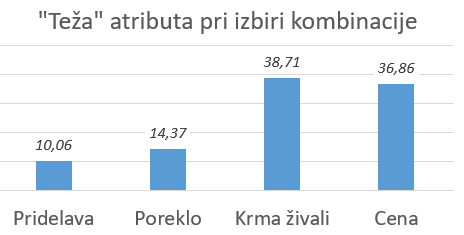 "Teža" atributa pri izbiri kombinacije
38,71
36,86
14,37
10,06
Pridelava Poreklo Krma živali Cena